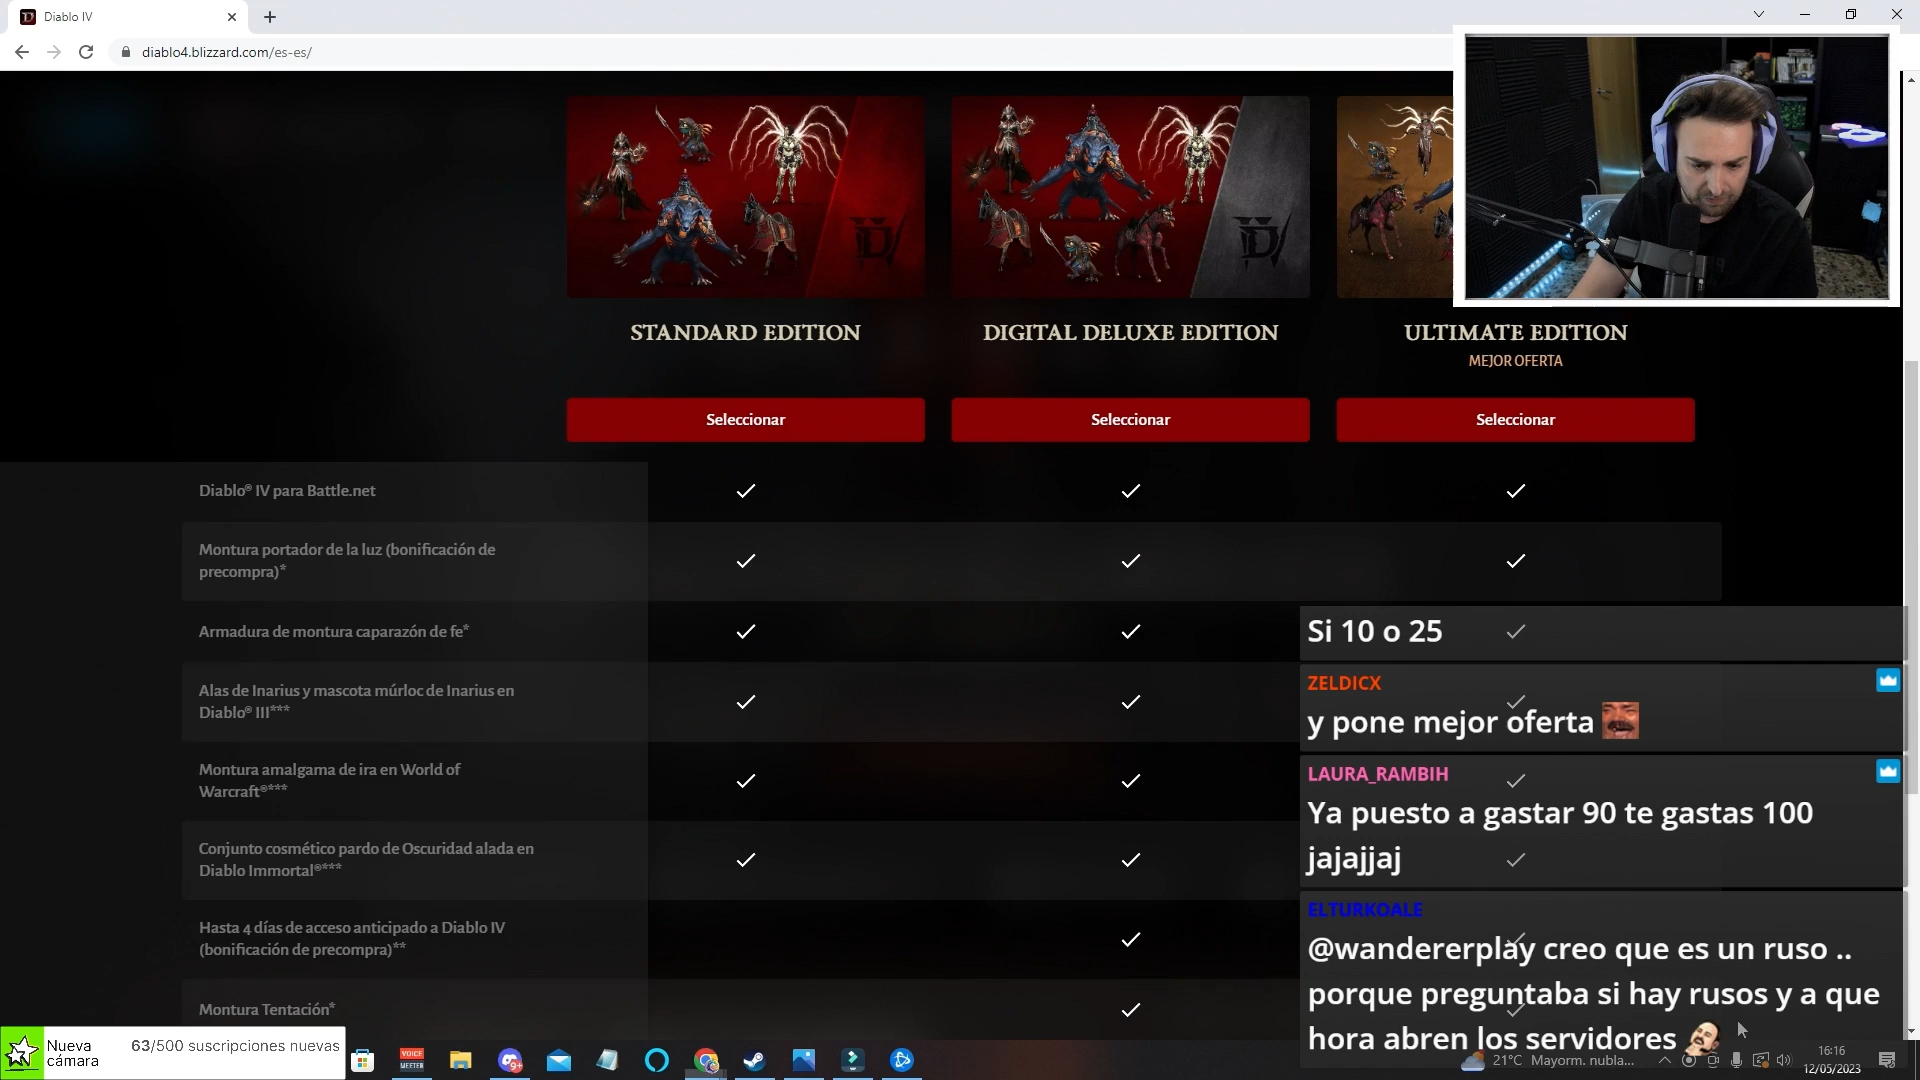 Diablo IV
diablo4.blizzard.com/es-es/
STANDARD EDITION
DIGITAL DELUXE EDITION
ULTIMATE EDITION
MEJOR OFERTA
Seleccionar
Seleccionar
Seleccionar
Diablo® IV para Battle.net
Montura portador de la luz (bonificación de
precompra)*
Armadura de montura caparazón de fe*
Alas de Inarius y mascota múrloc de Inarius en
Diablo® III***
Montura amalgama de ira en World of
Warcraft®***
Conjunto cosmético pardo de Oscuridad alada en
Diablo Immortal®***
Hasta 4 días de acceso anticipado a Diablo IV
(bonificación de precompra)**
Montura Tentación*
Si 10 o 25
ZELDICX
y pone mejor oferta
LAURA_RAMBIH
Ya puesto a gastar 90 te gastas 100
jajajjaj
ELTURKOALE
@wandererplay creo que es un ruso ..
porque preguntaba si hay rusos y a que
hora abren los servidores
Nueva
cámara
63/500 suscripciones nuevas
VOICE
MEETER
9+
21°C Mayorm. nubla...
16:16
12/05/2023